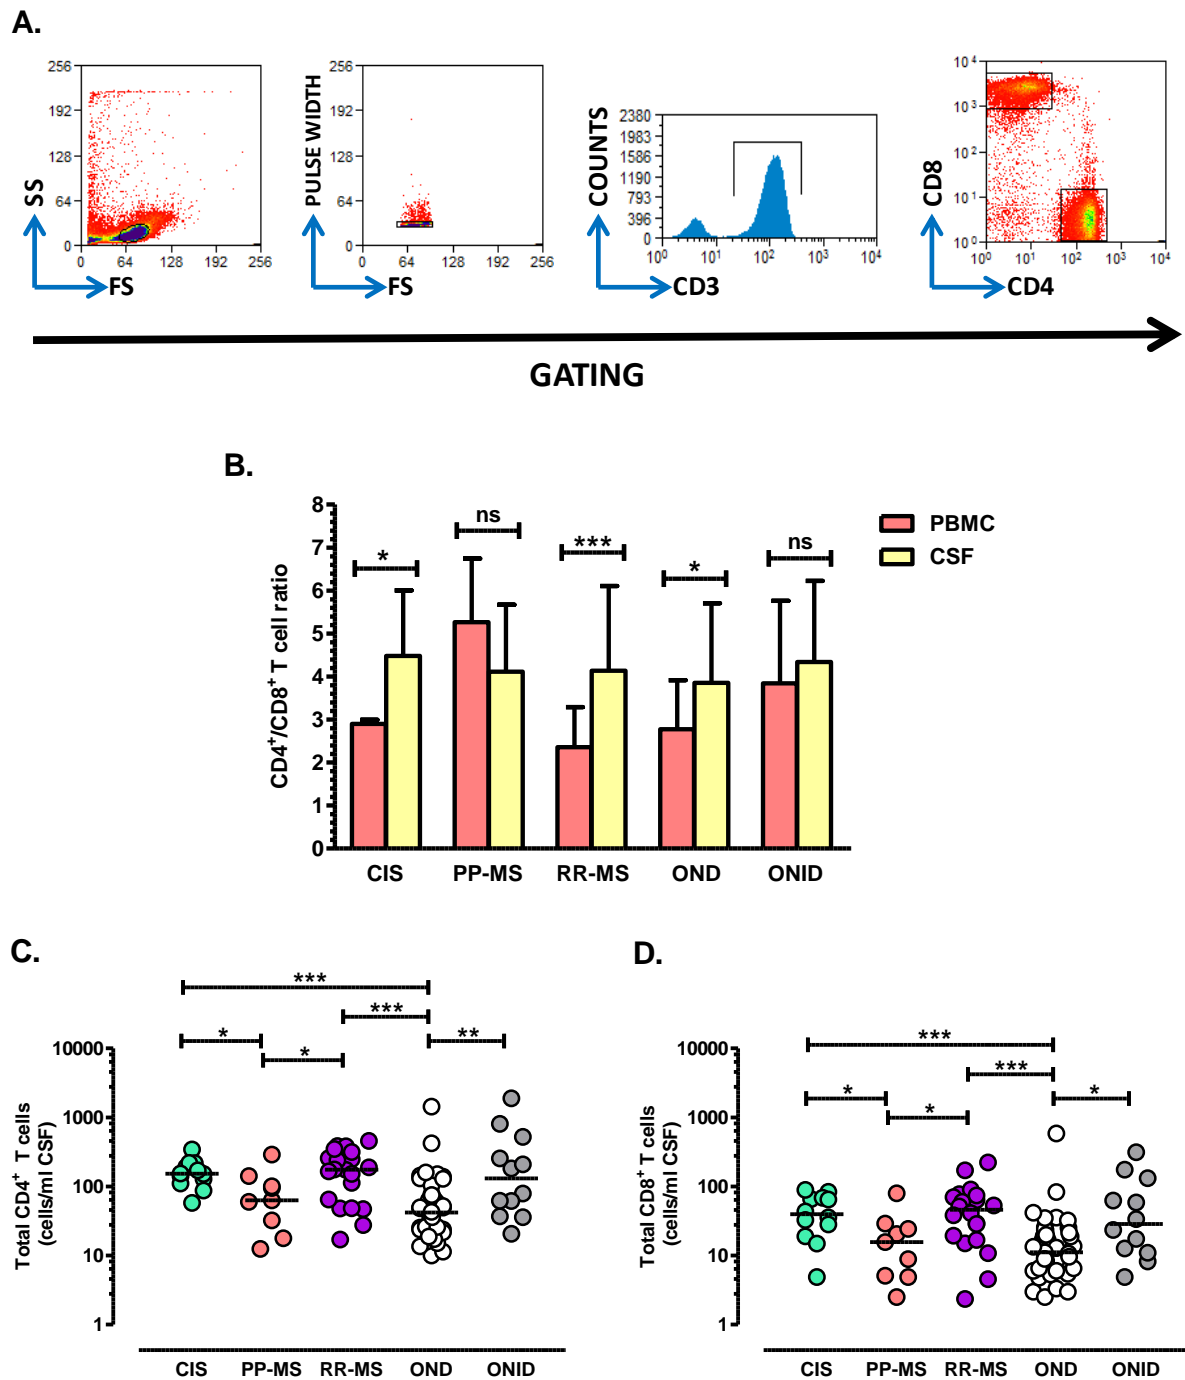 A.
SS
256
192
128
64
0
0 64 128 192 256
FS
PULSE WIDTH
256
192
128
64
0
0 64 128 192 256
FS
COUNTS
2380
1983
1586
1190
793
396
0
10⁰ 10¹ 10² 10³ 10⁴
CD3
CD8
10⁴
10³
10²
10¹
10⁰
10⁰ 10¹ 10² 10³ 10⁴
CD4
GATING
B.
CD4⁺/CD8⁺ T cell ratio
8
7
6
5
4
3
2
1
0
* ns *** * ns
PBMC
CSF
CIS PP-MS RR-MS OND ONID
C.
Total CD4⁺ T cells
(cells/ml CSF)
***
***
* **
*
10000
1000
100
10
1
CIS PP-MS RR-MS OND ONID
D.
Total CD8⁺ T cells
(cells/ml CSF)
***
***
* *
*
10000
1000
100
10
1
CIS PP-MS RR-MS OND ONID